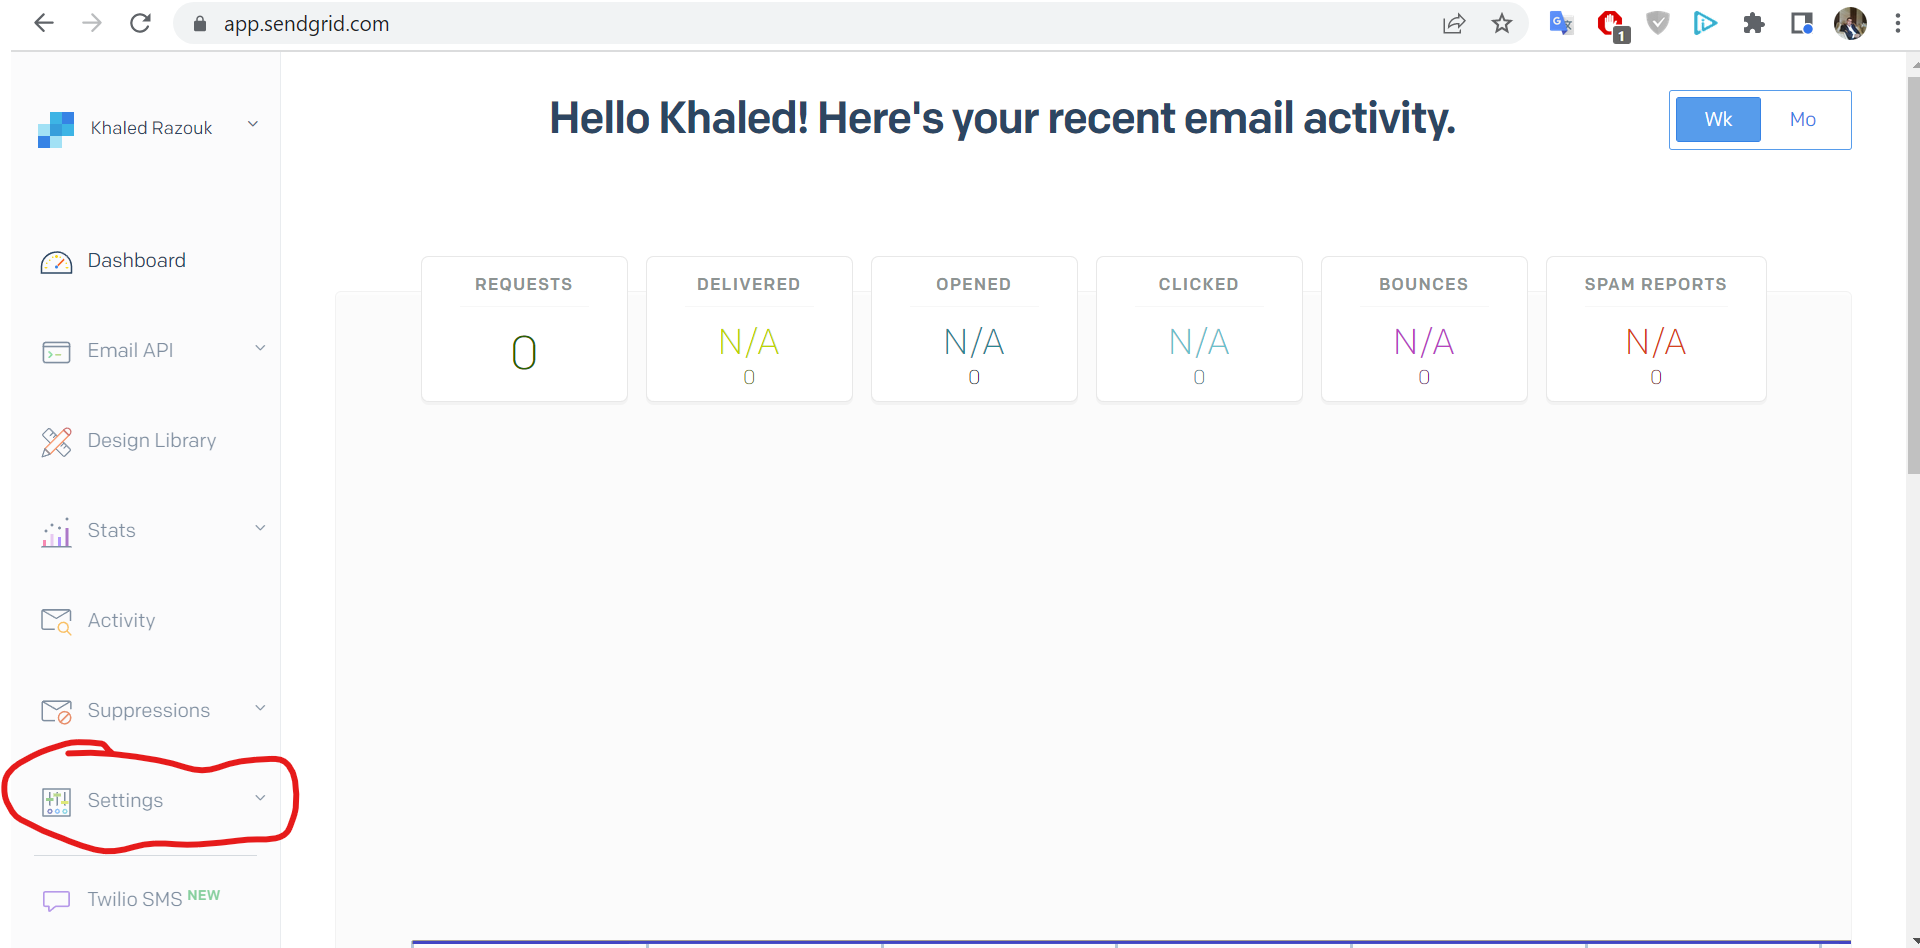 app.sendgrid.com
1
Khaled Razouk
Hello Khaled! Here's your recent email activity.
Wk Mo
Dashboard
Email API
Design Library
Stats
Activity
Suppressions
Settings
Twilio SMS NEW
REQUESTS
0
DELIVERED
N/A
0
OPENED
N/A
0
CLICKED
N/A
0
BOUNCES
N/A
0
SPAM REPORTS
N/A
0